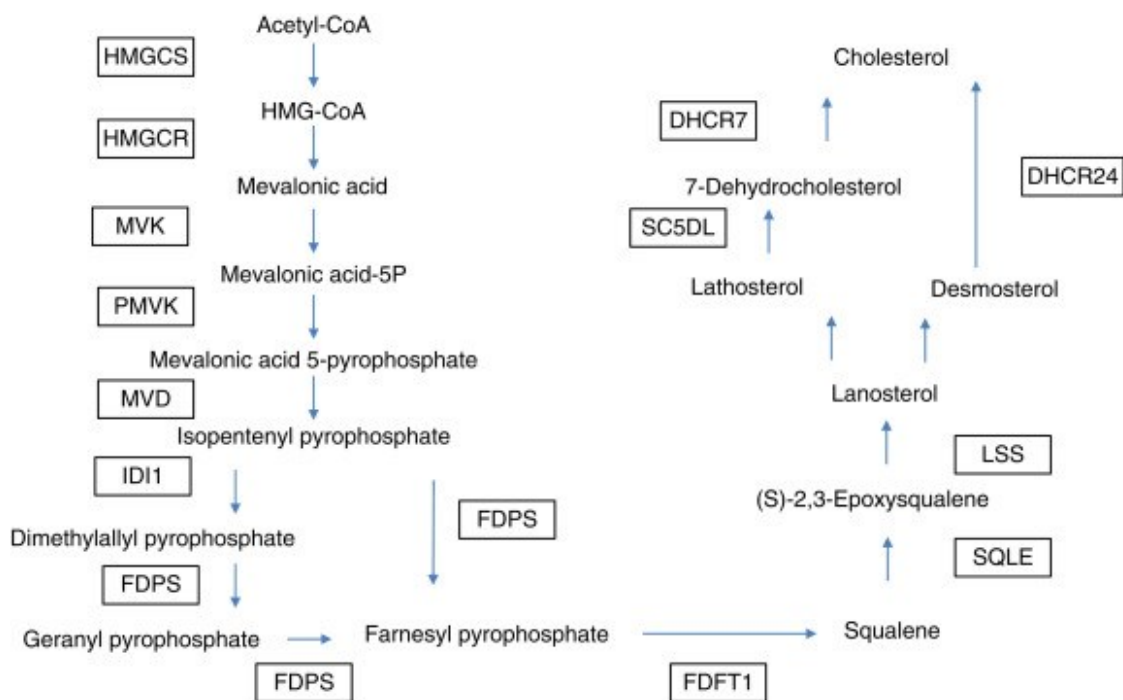 Acetyl-CoA
HMGCS
HMG-CoA
HMGCR
Mevalonic acid
MVK
Mevalonic acid-5P
PMVK
Mevalonic acid 5-pyrophosphate
MVD
Isopentenyl pyrophosphate
IDI1
FDPS
Dimethylallyl pyrophosphate
FDPS
Geranyl pyrophosphate
FDPS
Farnesyl pyrophosphate
FDFT1
Squalene
SQLE
(S)-2,3-Epoxysqualene
LSS
Lanosterol
Lathosterol
Desmosterol
SC5DL
7-Dehydrocholesterol
DHCR24
DHCR7
Cholesterol